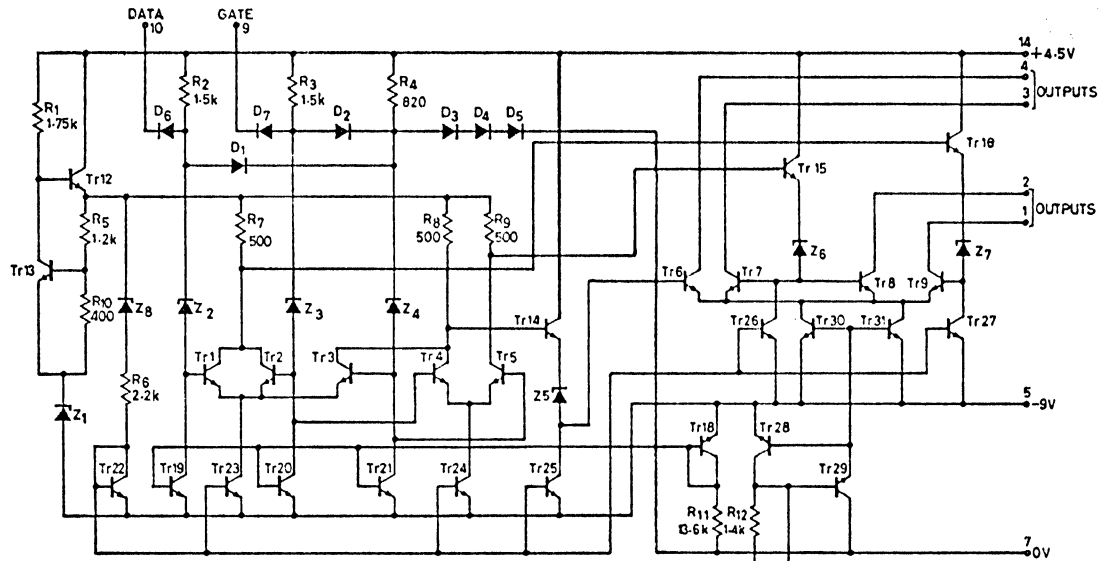 DATA
10
GATE
9
14
+4.5V
4
3
OUTPUTS
R1
1.75k
R2
1.5k
R3
1.5k
R4
820
D6
D7
D2
D3
D4
D5
D1
Tr12
Tr15
Tr16
2
1
OUTPUTS
R5
1.2k
R7
500
R8
500
R9
500
Tr13
R10
400
Z8
Z2
Z3
Z4
Z6
Z7
Tr6
Tr7
Tr8
Tr9
Tr14
Tr26
Tr30
Tr31
Tr27
Tr1
Tr2
Tr3
Tr4
Tr5
R6
2.2k
Z1
Z5
5
-9V
Tr18
Tr28
Tr22
Tr19
Tr23
Tr20
Tr21
Tr24
Tr25
Tr29
R11
13.6k
R12
1.4k
7
0V